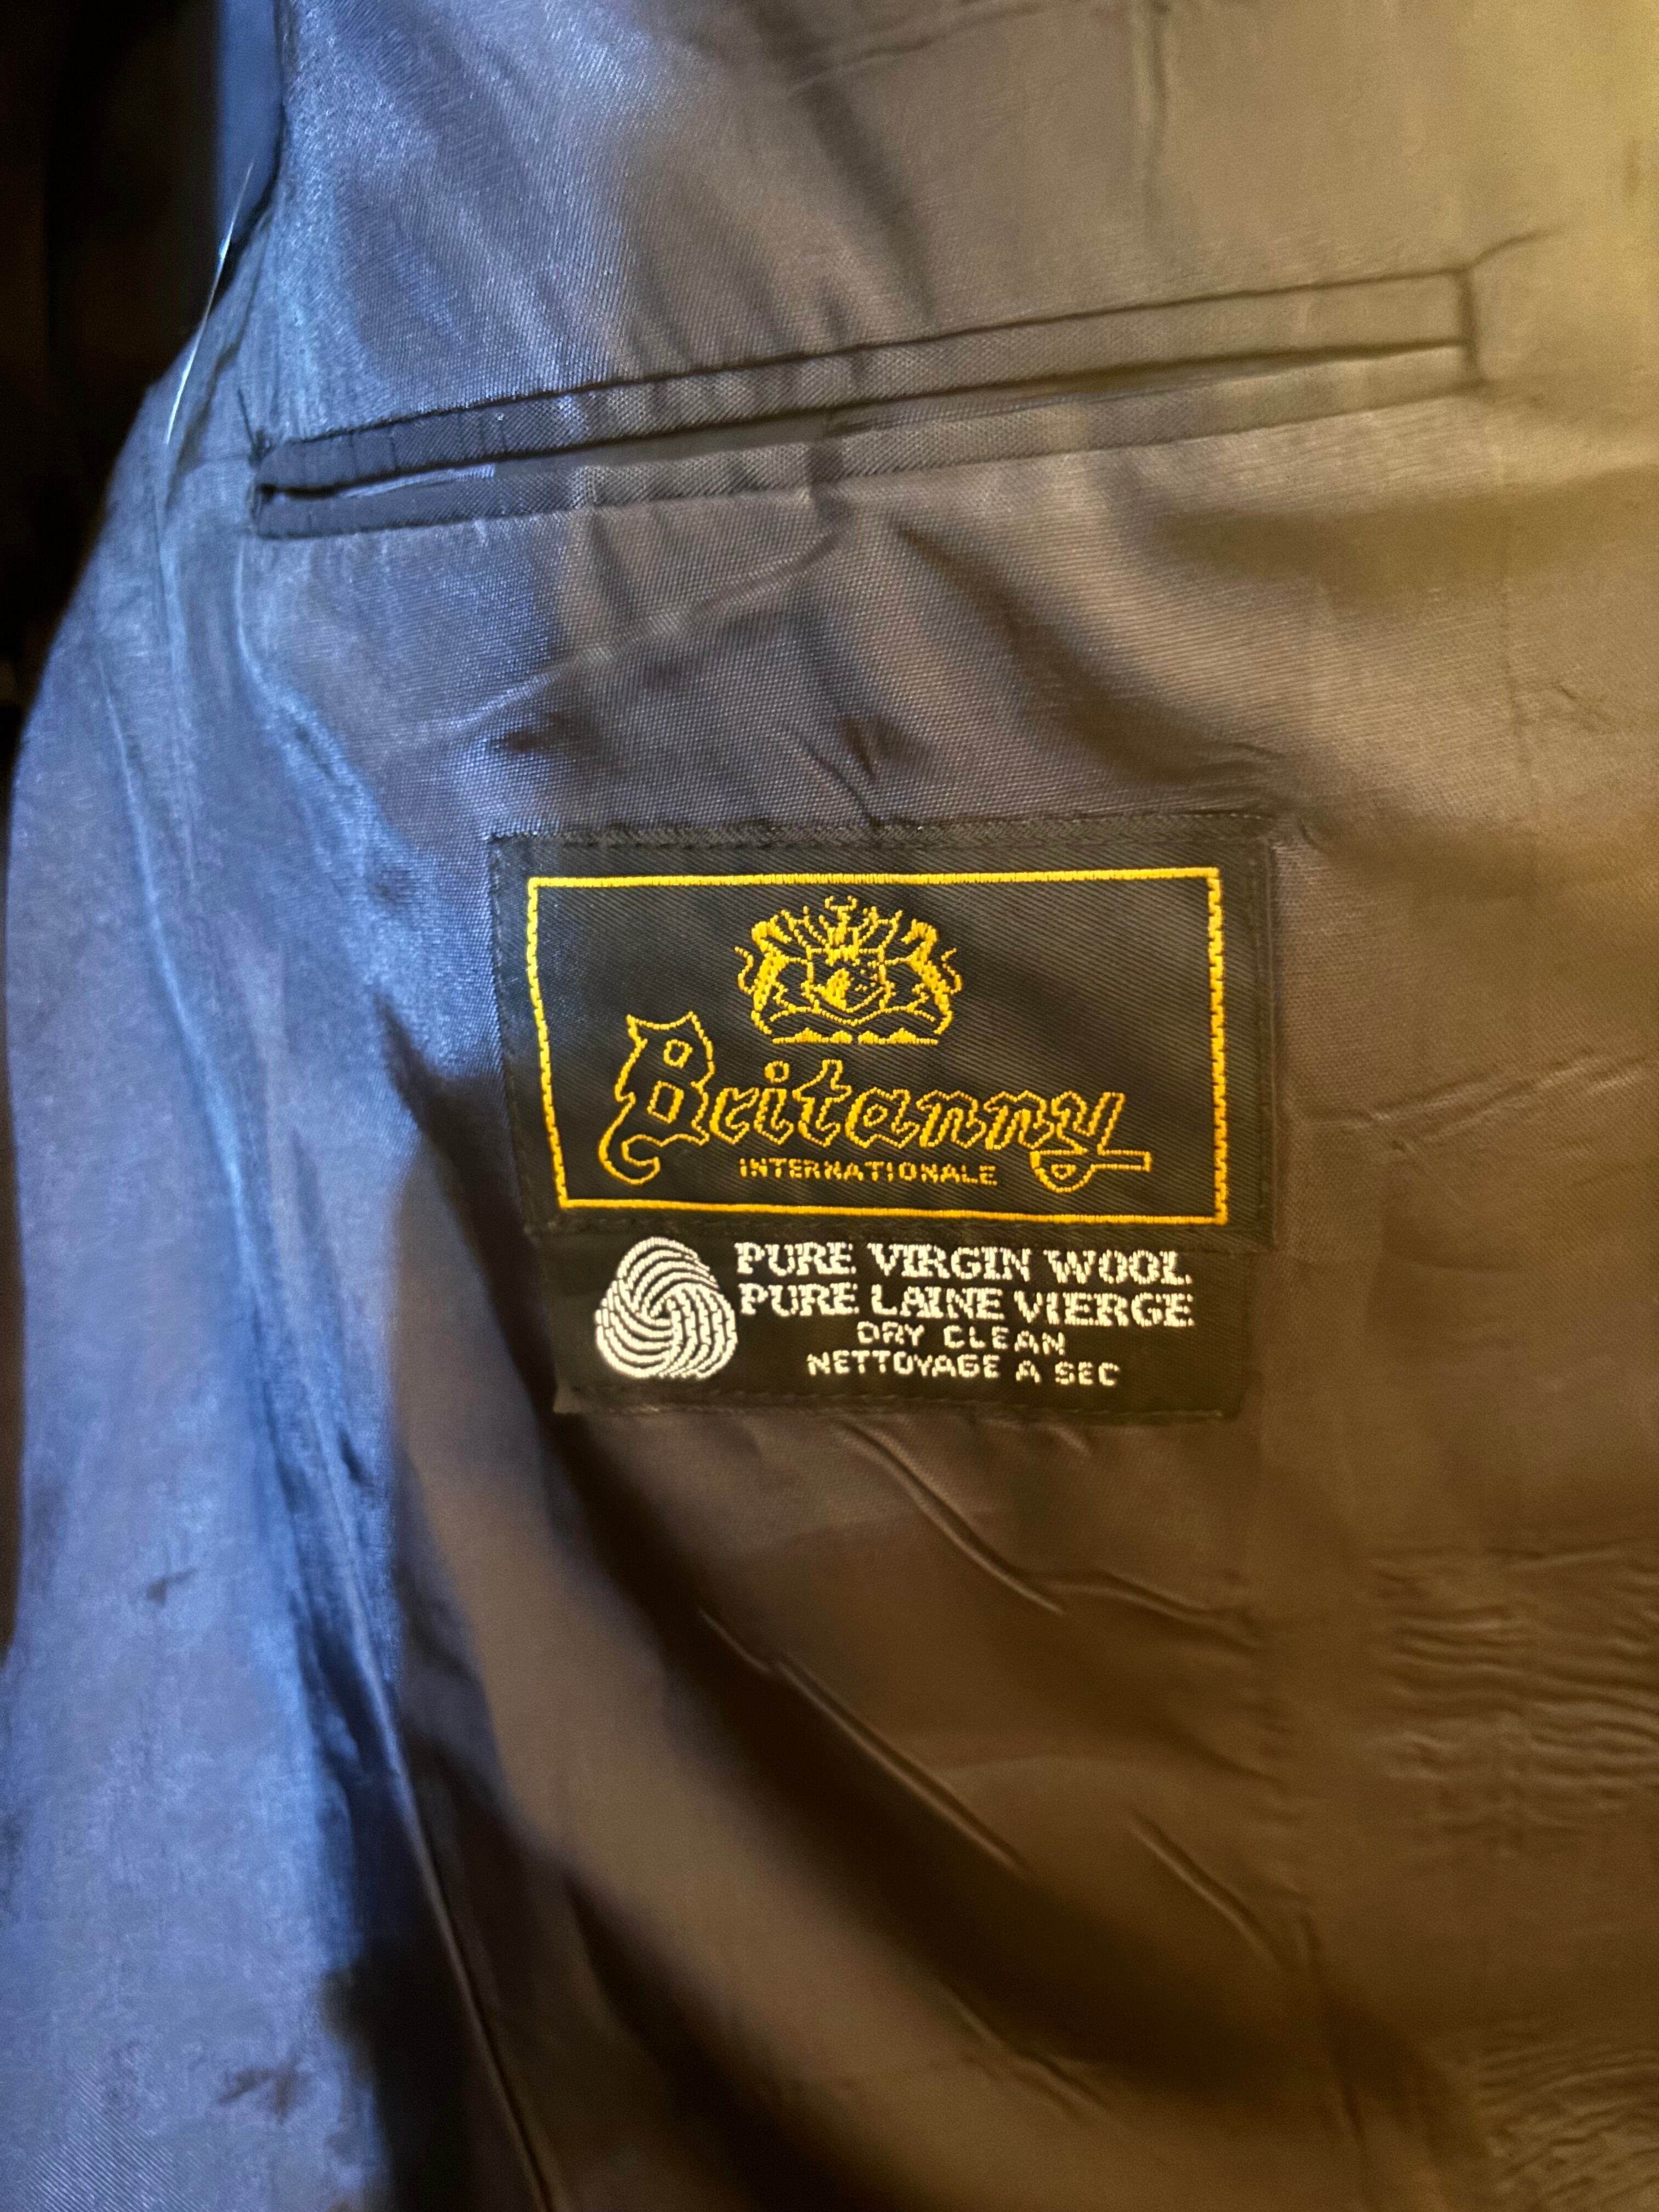 Britanny
INTERNATIONALE
PURE VIRGIN WOOL
PURE LAINE VIERGE
DRY CLEAN
NETTOYAGE A SEC